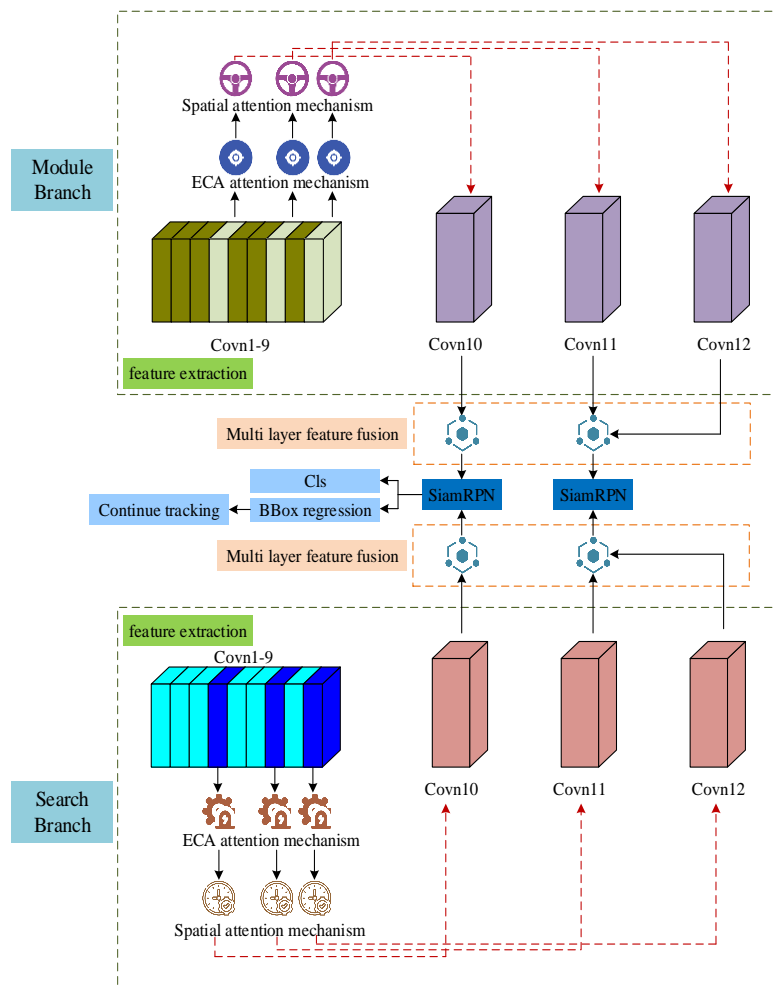 Spatial attention mechanism
Module
Branch
ECA attention mechanism
Covn1-9
Covn10
Covn11
Covn12
feature extraction
Multi layer feature fusion
Cls
Continue tracking
BBox regression
SiamRPN
SiamRPN
Multi layer feature fusion
feature extraction
Covn1-9
Covn10
Covn11
Covn12
Search
Branch
ECA attention mechanism
Spatial attention mechanism